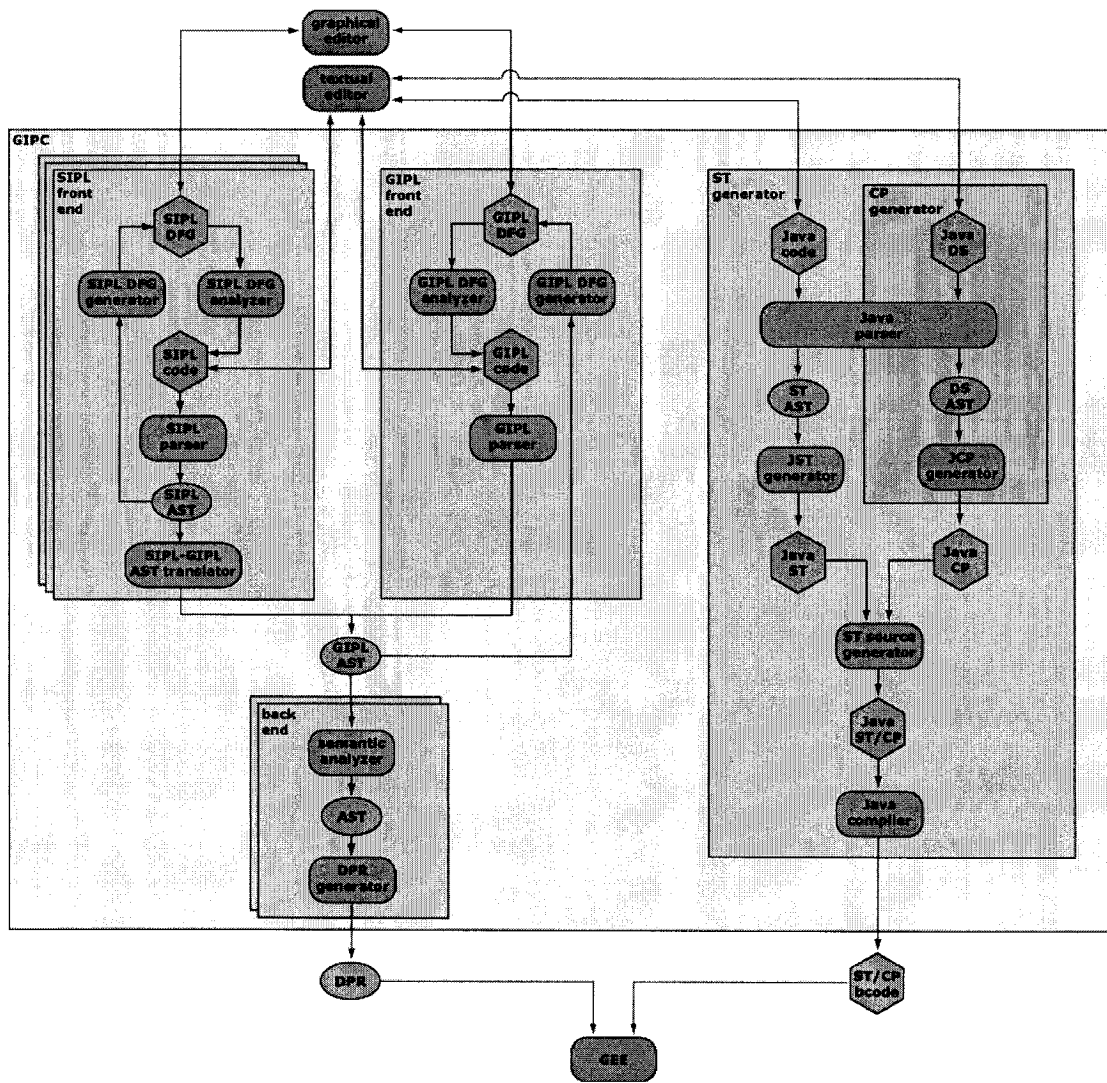 graphical
editor
textual
editor
GIPC
SIPL
front
end
SIPL
DFG
SIPL DFG
generator
SIPL DFG
analyzer
SIPL
code
SIPL
parser
SIPL
AST
SIPL-GIPL
AST translator
GIPL
front
end
GIPL
DFG
GIPL DFG
analyzer
GIPL DFG
generator
GIPL
code
GIPL
parser
ST
generator
CP
generator
Java
code
Java
DS
Java
parser
ST
AST
DS
AST
JST
generator
JCP
generator
Java
ST
Java
CP
ST source
generator
Java
ST/CP
Java
compiler
GIPL
AST
back
end
semantic
analyzer
AST
DPR
generator
DPR
ST/CP
bcode
GEE